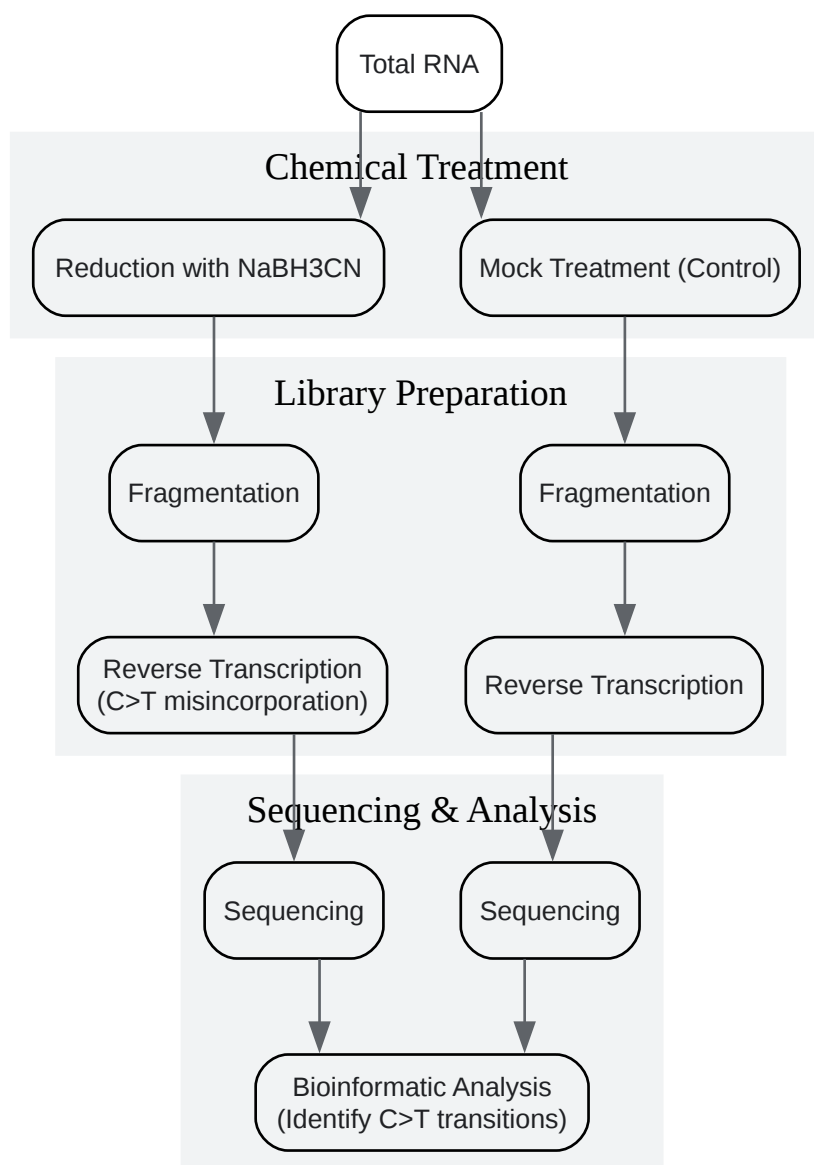 Total RNA
Chemical Treatment
Reduction with NaBH3CN
Mock Treatment (Control)
Library Preparation
Fragmentation
Fragmentation
Reverse Transcription
(C>T misincorporation)
Reverse Transcription
Sequencing & Analysis
Sequencing
Sequencing
Bioinformatic Analysis
(Identify C>T transitions)